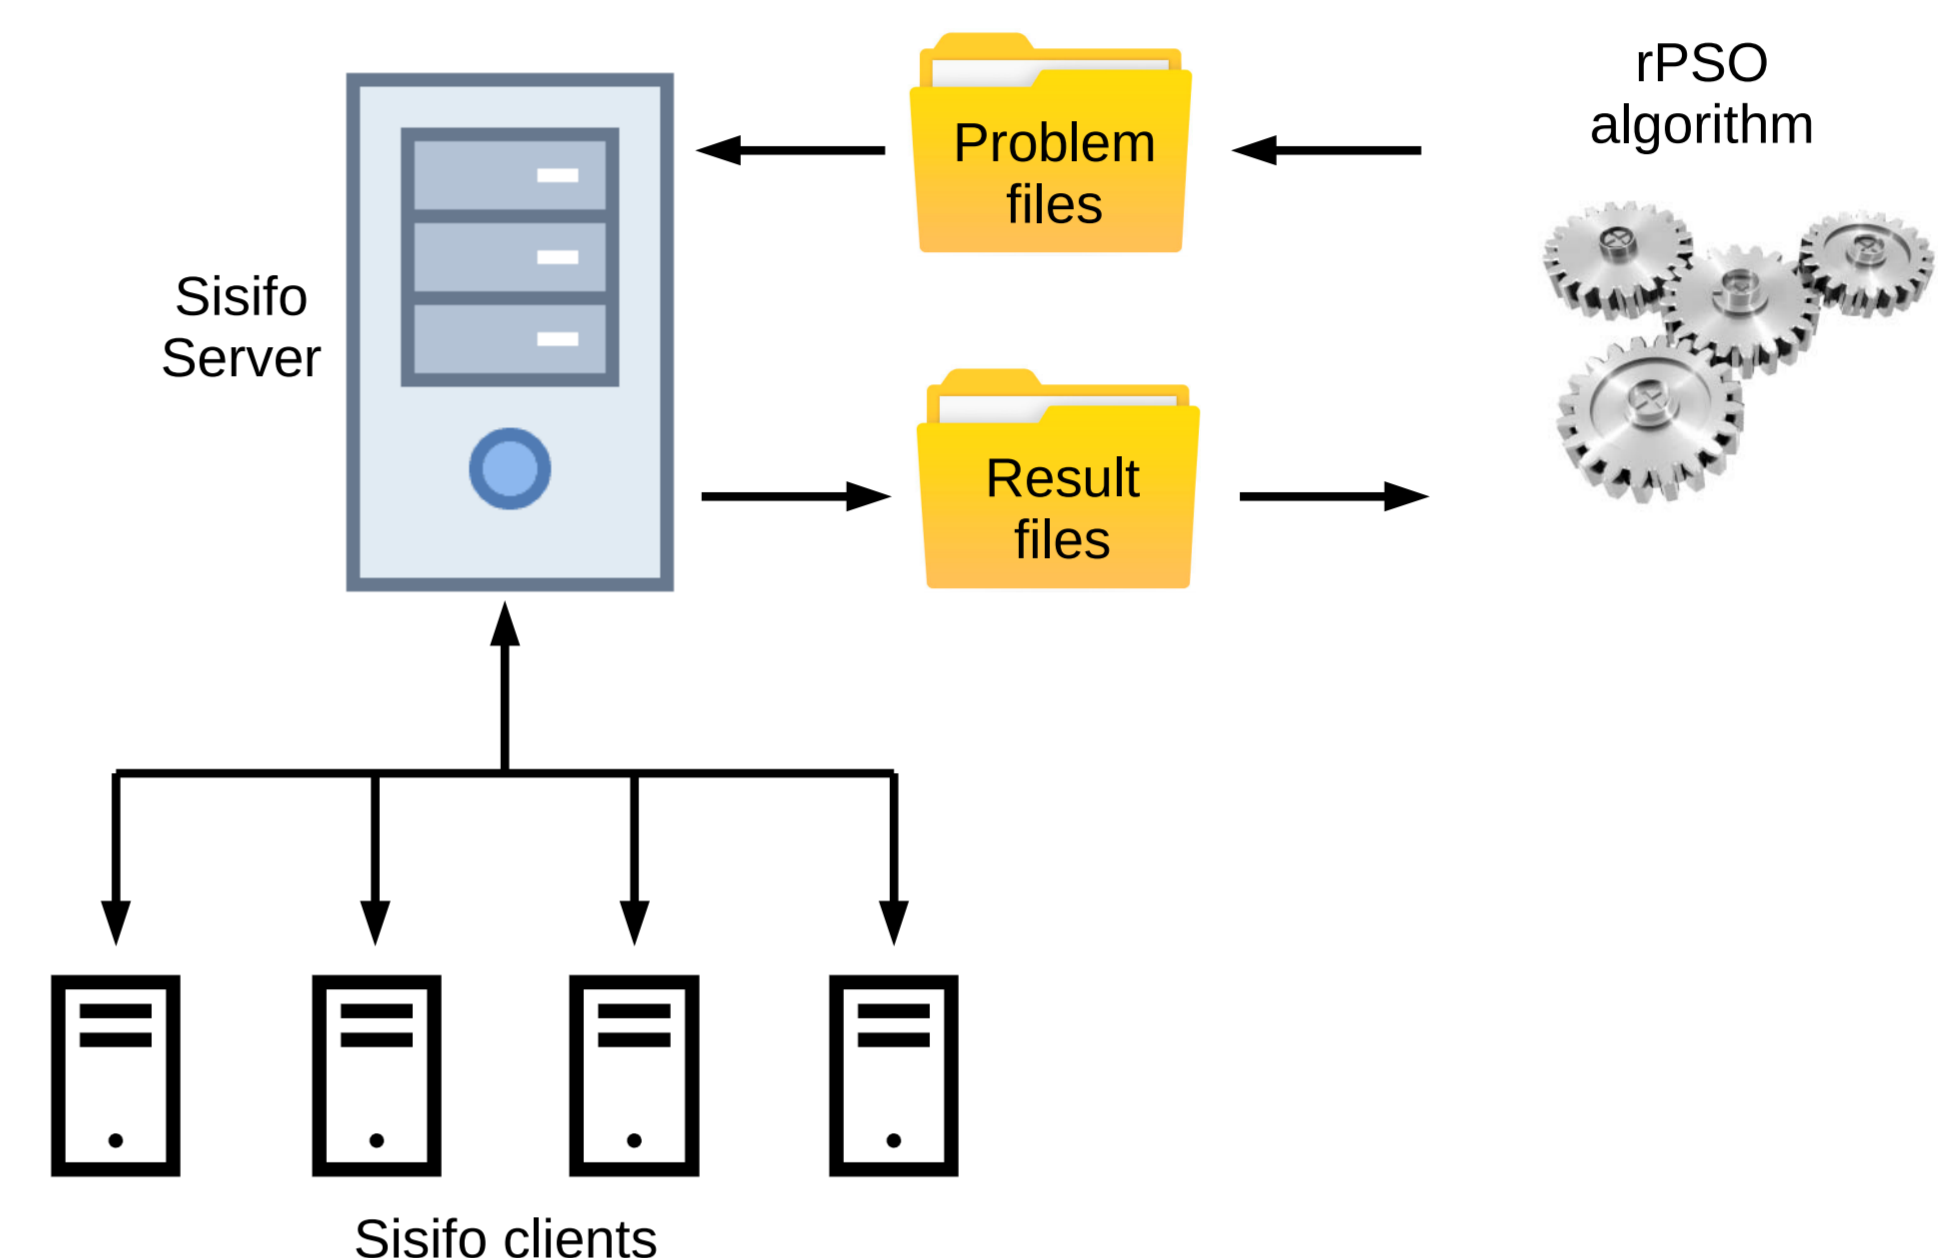 rPSO
algorithm
Problem
files
Sisifo
Server
Result
files
Sisifo clients